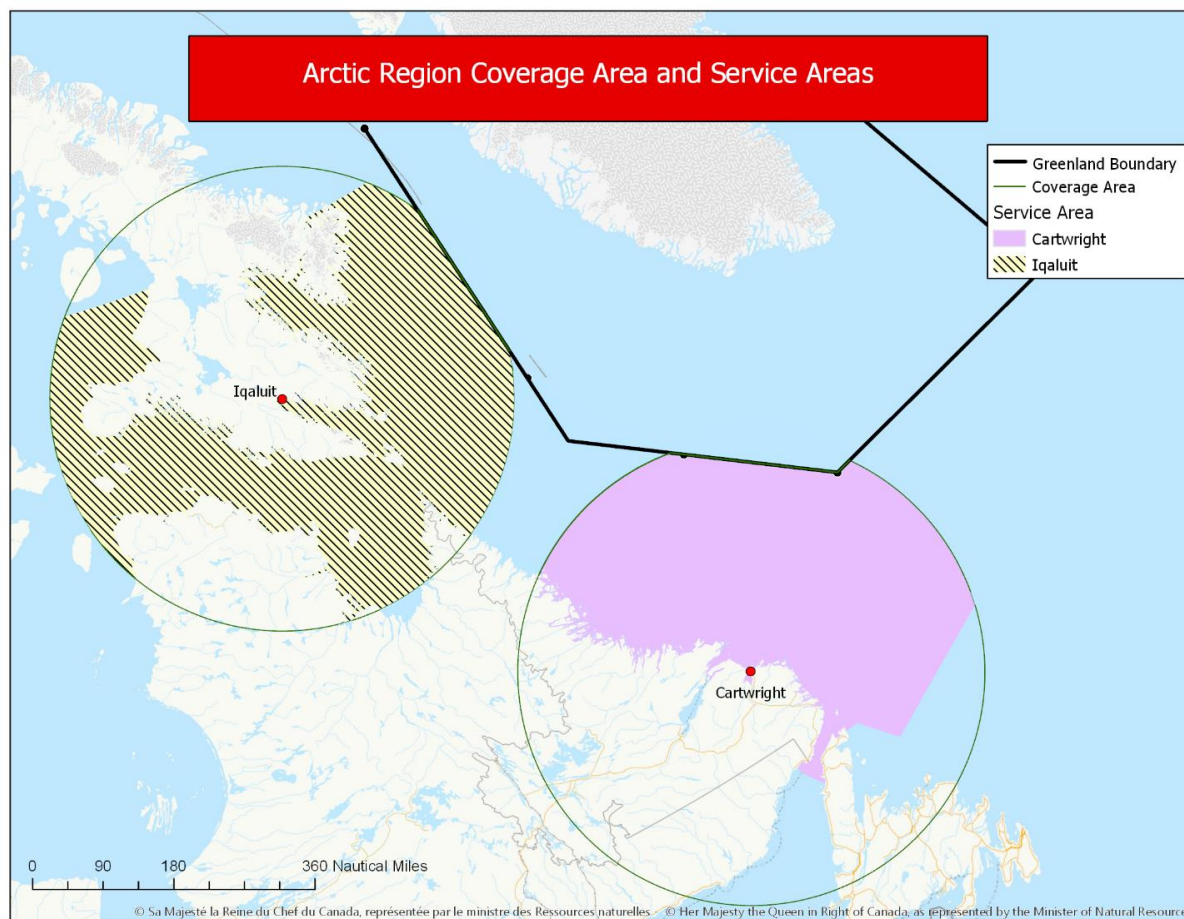 Arctic Region Coverage Area and Service Areas
Greenland Boundary
Coverage Area
Service Area
Cartwright
Iqaluit
Iqaluit
Cartwright
0 90 180 360 Nautical Miles
© Sa Majesté la Reine du Chef du Canada, représentée par le ministre des Ressources naturelles © Her Majesty the Queen in Right of Canada, as represented by the Minister of Natural Resource